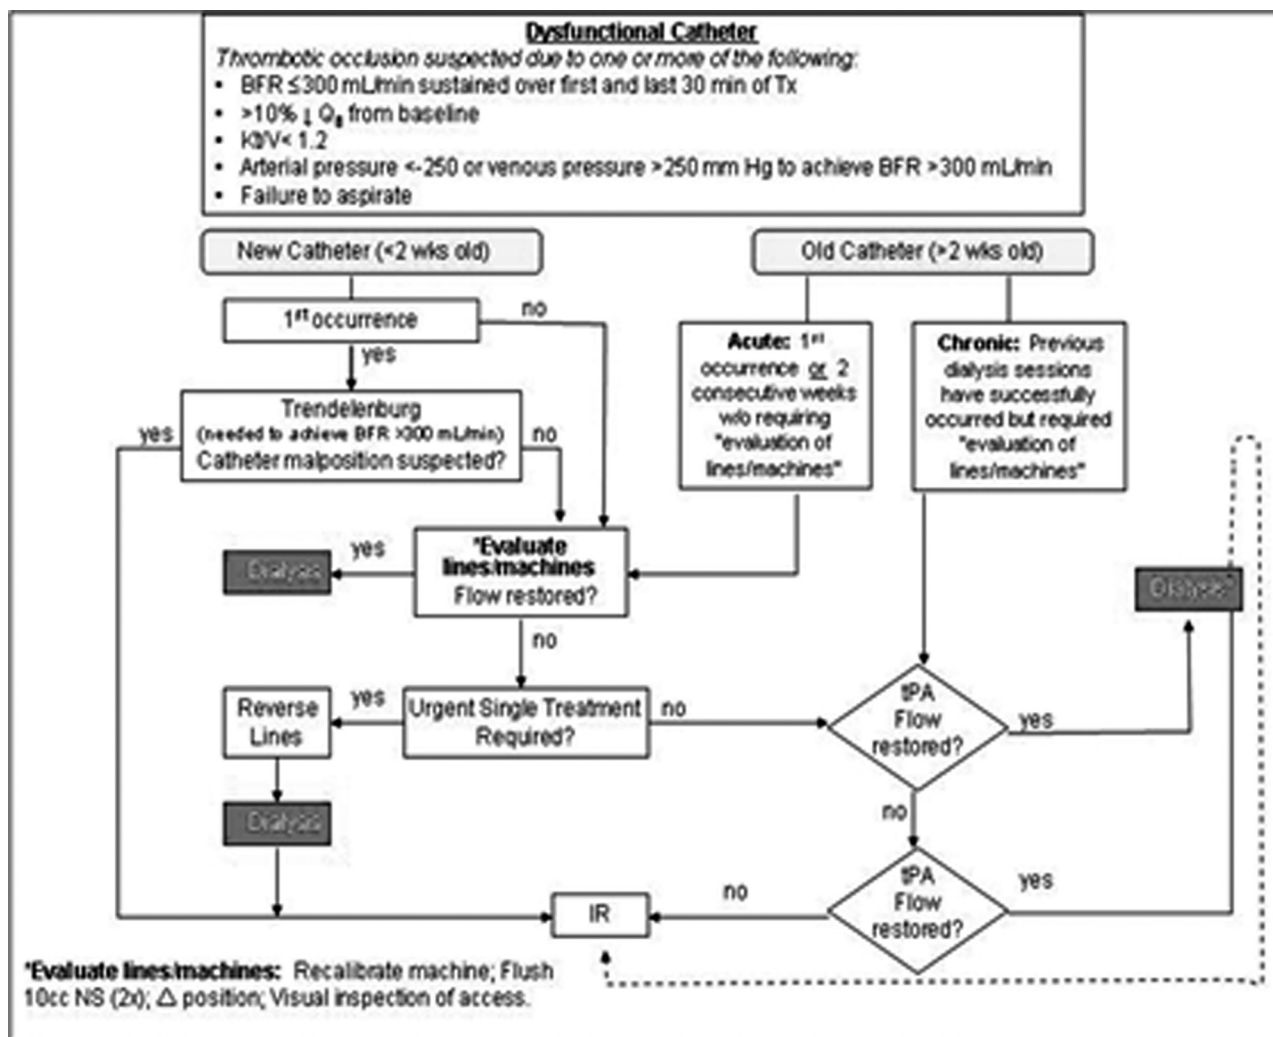 Dysfunctional Catheter
Thrombotic occlusion suspected due to one or more of the following:
• BFR ≤300 mL/min sustained over first and last 30 min of Tx
• >10% ↓ QB from baseline
• Kt/V< 1.2
• Arterial pressure <-250 or venous pressure >250 mm Hg to achieve BFR >300 mL/min
• Failure to aspirate
New Catheter (<2 wks old)
Old Catheter (>2 wks old)
1st occurrence
no
yes
Acute: 1st
occurrence or 2
consecutive weeks
w/o requiring
"evaluation of
lines/machines"
Chronic: Previous
dialysis sessions
have successfully
occurred but required
"evaluation of
lines/machines"
yes
Trendelenburg
(needed to achieve BFR >300 mL/min)
Catheter malposition suspected?
no
*Evaluate
lines/machines
Flow restored?
yes
Dialysis
no
Dialysis*
Reverse
Lines
yes
Urgent Single Treatment
Required?
no
tPA
Flow
restored?
yes
Dialysis
no
tPA
Flow
restored?
yes
no
IR
*Evaluate lines/machines: Recalibrate machine; Flush
10cc NS (2x); Δ position; Visual inspection of access.